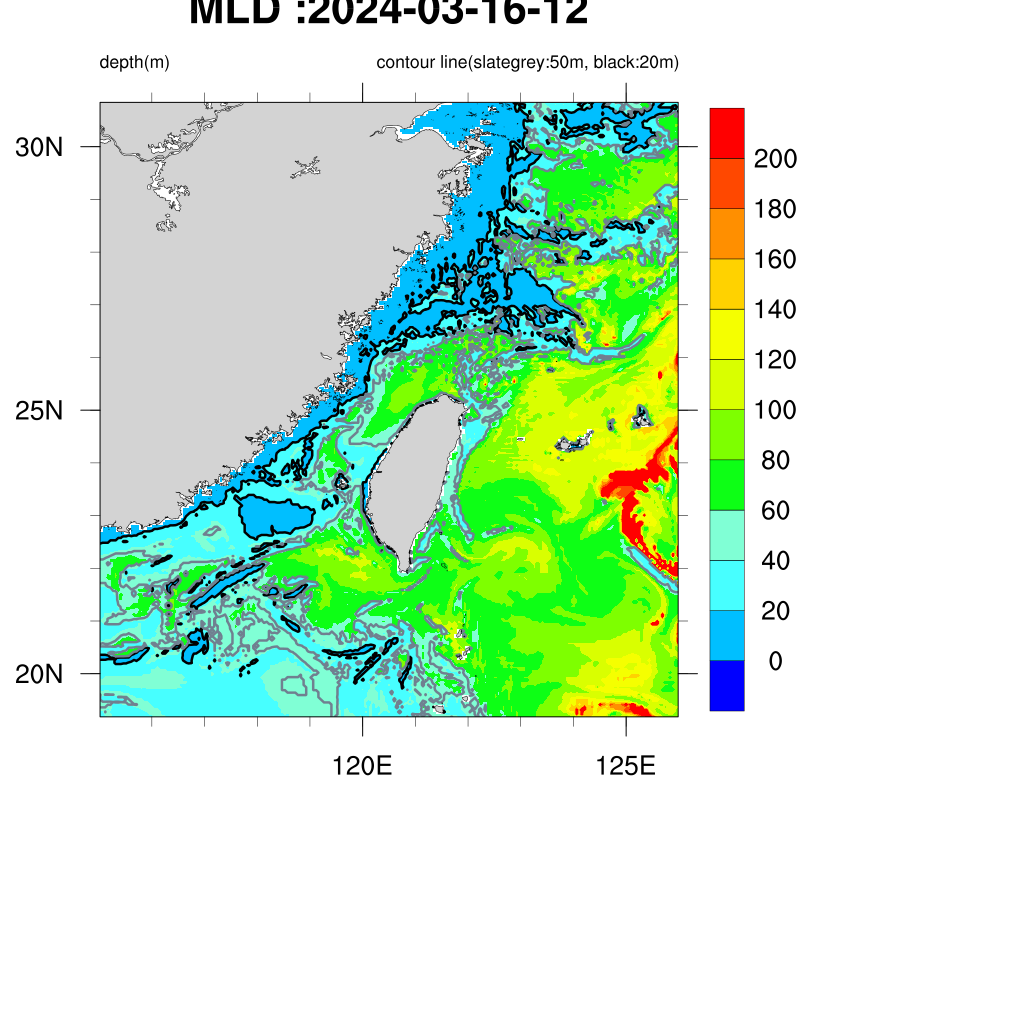 MLD :2024-03-16-12
depth(m)
contour line(slategrey:50m, black:20m)
30N
25N
20N
120E
125E
200
180
160
140
120
100
80
60
40
20
0